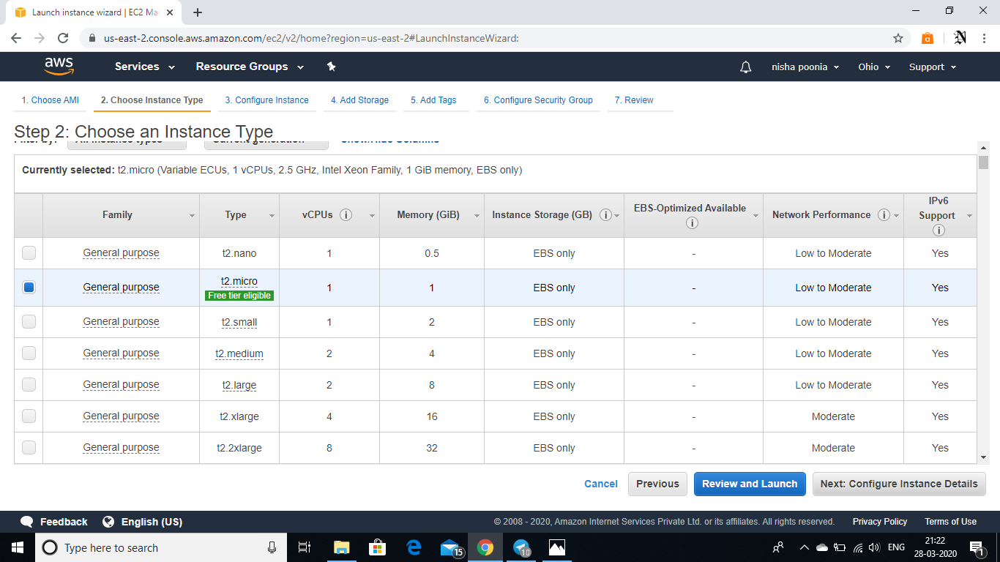 Launch instance wizard | EC2 Ma
us-east-2.console.aws.amazon.com/ec2/v2/home?region=us-east-2#LaunchInstanceWizard:
aws Services Resource Groups nisha poonia Ohio Support
1. Choose AMI 2. Choose Instance Type 3. Configure Instance 4. Add Storage 5. Add Tags 6. Configure Security Group 7. Review
Step 2: Choose an Instance Type
Filter by: All instance types Current generation Show/Hide Columns
Currently selected: t2.micro (Variable ECUs, 1 vCPUs, 2.5 GHz, Intel Xeon Family, 1 GiB memory, EBS only)
Family Type vCPUs Memory (GiB) Instance Storage (GB) EBS-Optimized Available Network Performance IPv6 Support
General purpose t2.nano 1 0.5 EBS only - Low to Moderate Yes
General purpose t2.micro Free tier eligible 1 1 EBS only - Low to Moderate Yes
General purpose t2.small 1 2 EBS only - Low to Moderate Yes
General purpose t2.medium 2 4 EBS only - Low to Moderate Yes
General purpose t2.large 2 8 EBS only - Low to Moderate Yes
General purpose t2.xlarge 4 16 EBS only - Moderate Yes
General purpose t2.2xlarge 8 32 EBS only - Moderate Yes
Cancel Previous Review and Launch Next: Configure Instance Details
Feedback English (US) © 2008 - 2020, Amazon Internet Services Private Ltd. or its affiliates. All rights reserved. Privacy Policy Terms of Use
Type here to search 15 10 ENG 21:22 28-03-2020 1